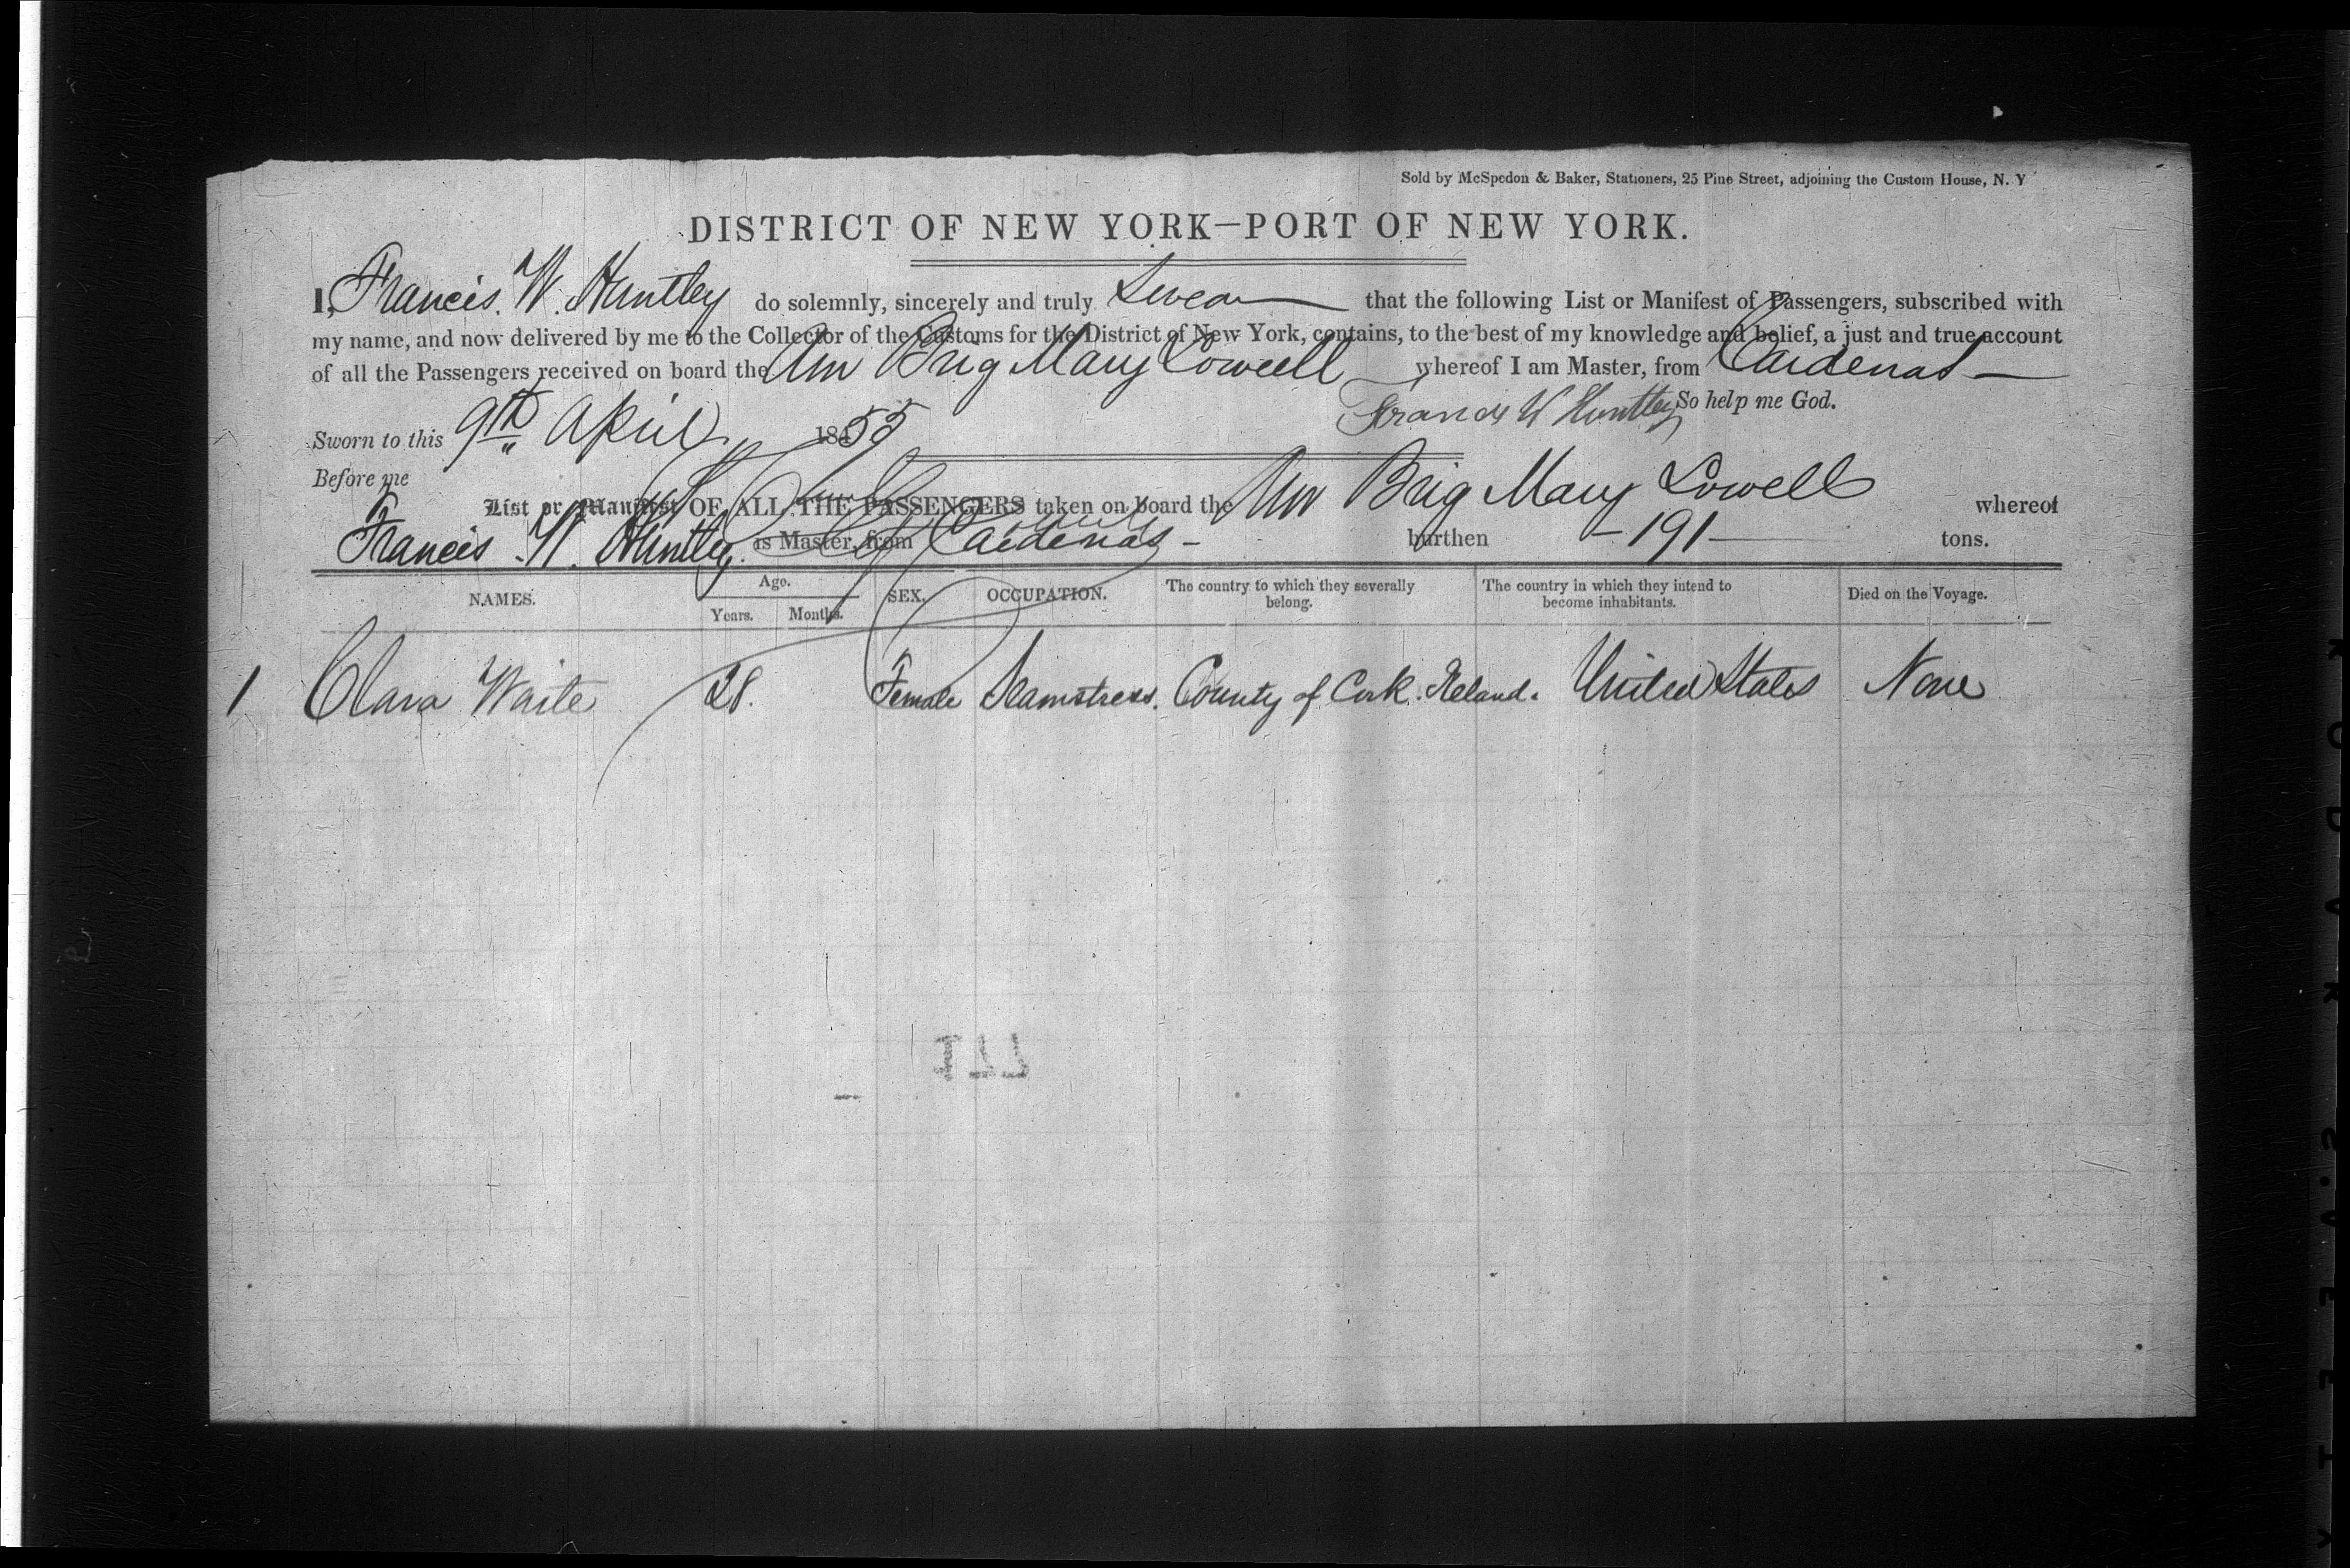 Sold by McSpedon & Baker, Stationers, 25 Pine Street, adjoining the Custom House, N. Y
DISTRICT OF NEW YORK—PORT OF NEW YORK.
I, Francis. W. Huntley do solemnly, sincerely and truly Swear that the following List or Manifest of Passengers, subscribed with
my name, and now delivered by me to the Collector of the Customs for the District of New York, contains, to the best of my knowledge and belief, a just and true account
of all the Passengers received on board the Am Brig Mary Lowell whereof I am Master, from Cardenas —
Francis W Huntley So help me God.
Sworn to this 9th April 1855
Before me
List or Manifest OF ALL THE PASSENGERS taken on board the Am Brig Mary Lowell whereof
Francis W. Huntley. is Master, from Cardenas - burthen - 191 - tons.
NAMES. Age. Years. Months. SEX. OCCUPATION. The country to which they severally belong. The country in which they intend to become inhabitants. Died on the Voyage.
1 Clara Waite 28. Female Seamstress. County of Cork. Ireland. United States None
177